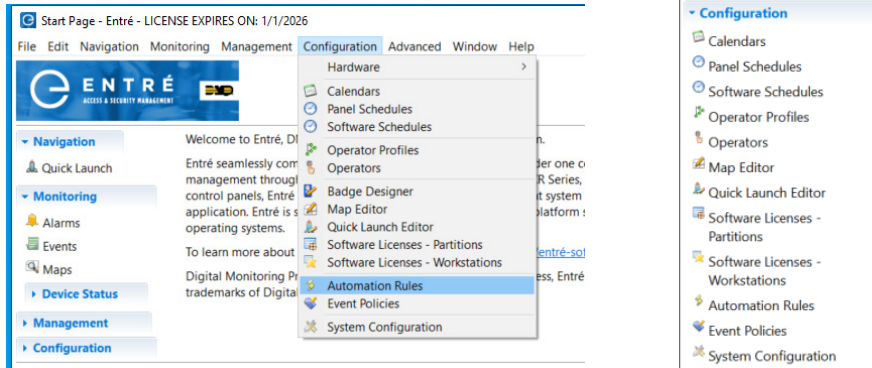 Start Page - Entré - LICENSE EXPIRES ON: 1/1/2026
File Edit Navigation Monitoring Management Configuration Advanced Window Help
ENTRÉ
ACCESS & SECURITY MANAGEMENT
DMP
Navigation
Quick Launch
Monitoring
Alarms
Events
Maps
Device Status
Management
Configuration
Welcome to Entré,
Entré seamlessly
management
control panels, Entré
application. Entré is
operating systems.
To learn more about
Digital Monitoring
trademarks of Digital
Hardware
Calendars
Panel Schedules
Software Schedules
Operator Profiles
Operators
Badge Designer
Map Editor
Quick Launch Editor
Software Licenses - Partitions
Software Licenses - Workstations
Automation Rules
Event Policies
System Configuration
der one
R Series,
t system
platform
/entré-sof
ess, Entré
Configuration
Calendars
Panel Schedules
Software Schedules
Operator Profiles
Operators
Map Editor
Quick Launch Editor
Software Licenses -
Partitions
Software Licenses -
Workstations
Automation Rules
Event Policies
System Configuration